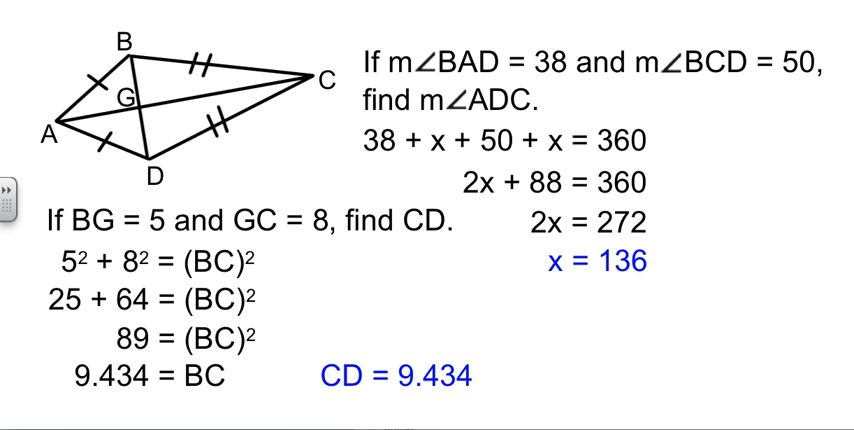 B
C
G
A
D
If m∠BAD = 38 and m∠BCD = 50,
find m∠ADC.
38 + x + 50 + x = 360
2x + 88 = 360
2x = 272
x = 136
If BG = 5 and GC = 8, find CD.
5² + 8² = (BC)²
25 + 64 = (BC)²
89 = (BC)²
9.434 = BC
CD = 9.434